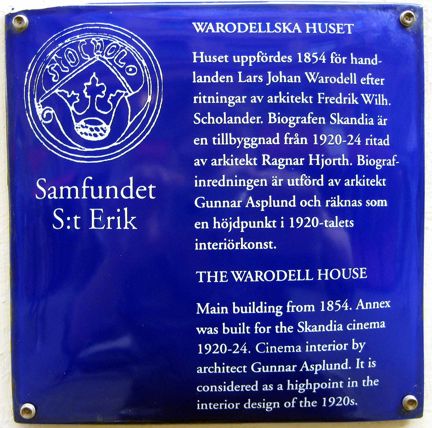 STOCHOL
Samfundet
S:t Erik
WARODELLSKA HUSET
Huset uppfördes 1854 för hand-
landen Lars Johan Warodell efter
ritningar av arkitekt Fredrik Wilh.
Scholander. Biografen Skandia är
en tillbyggnad från 1920-24 ritad
av arkitekt Ragnar Hjorth. Biograf-
inredningen är utförd av arkitekt
Gunnar Asplund och räknas som
en höjdpunkt i 1920-talets
interiörkonst.
THE WARODELL HOUSE
Main building from 1854. Annex
was built for the Skandia cinema
1920-24. Cinema interior by
architect Gunnar Asplund. It is
considered as a highpoint in the
interior design of the 1920s.